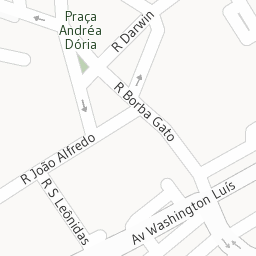 Praça
Andréa
Dória
R Darwin
R Borba Gato
R João Alfredo
R S Leônidas
Av Washington Luís